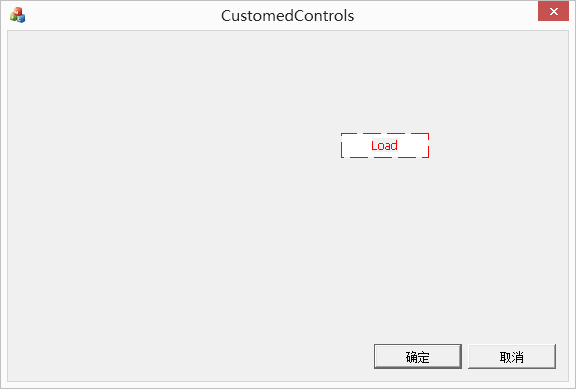 CustomedControls
Load
确定
取消